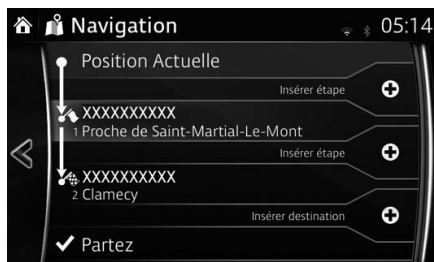 Navigation 05:14
Position Actuelle
Insérer étape
XXXXXXXXXX
1 Proche de Saint-Martial-Le-Mont
Insérer étape
XXXXXXXXXX
2 Clamecy
Insérer destination
Partez